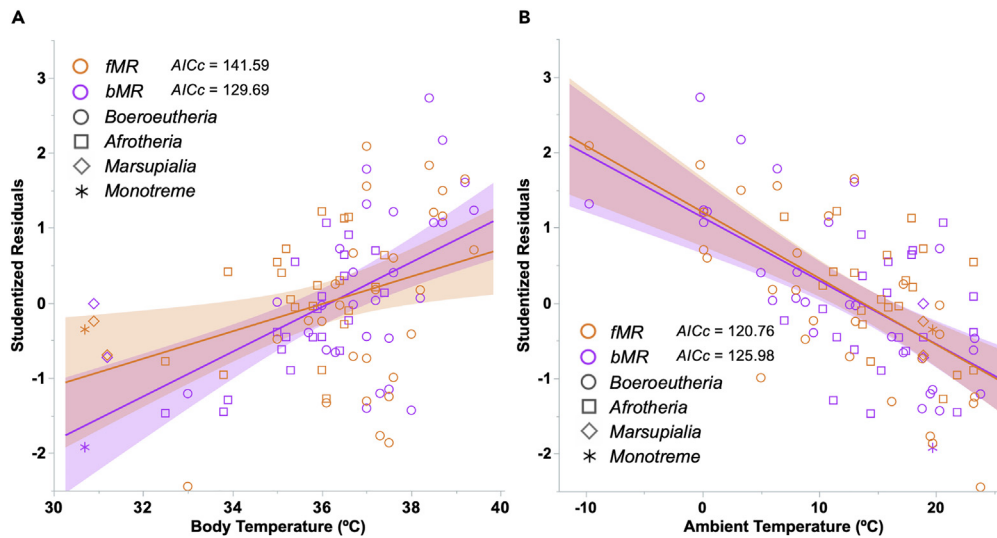 A
fMR AICc = 141.59
bMR AICc = 129.69
Boeroeutheria
Afrotheria
Marsupialia
Monotreme
Studentized Residuals
3
2
1
0
-1
-2
30 32 34 36 38 40
Body Temperature (ºC)
B
fMR AICc = 120.76
bMR AICc = 125.98
Boeroeutheria
Afrotheria
Marsupialia
Monotreme
Studentized Residuals
3
2
1
0
-1
-2
-10 0 10 20
Ambient Temperature (ºC)